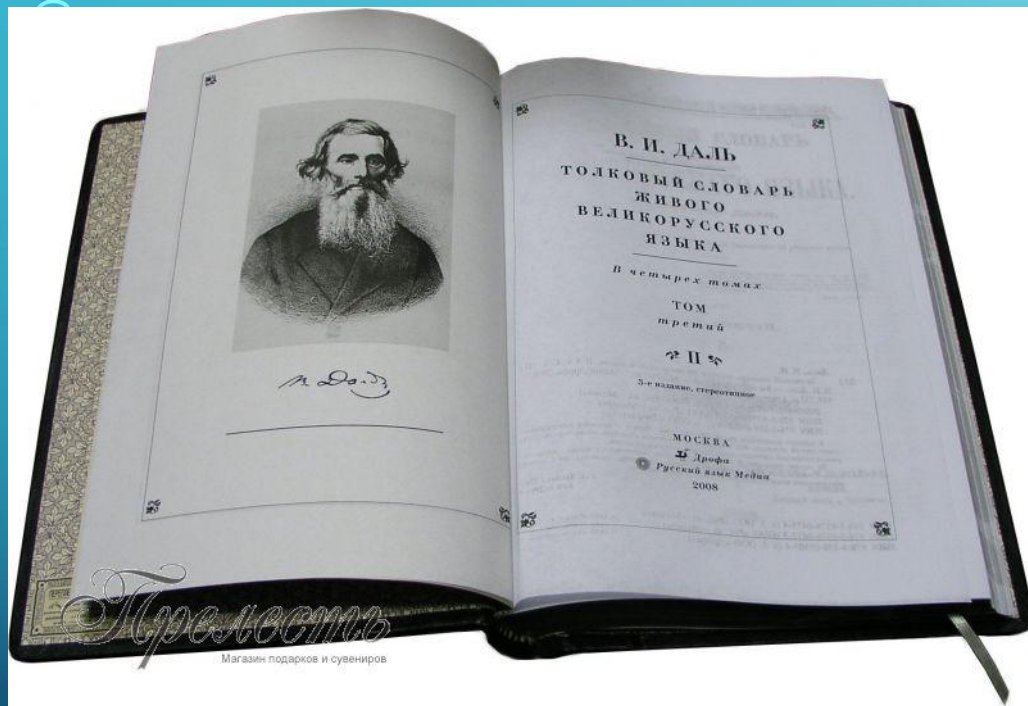 В. И. ДАЛЬ
ТОЛКОВЫЙ СЛОВАРЬ
ЖИВОГО
ВЕЛИКОРУССКОГО
ЯЗЫКА
В четырех томах
ТОМ
третий
П
5-е издание, стереотипное
МОСКВА
Дрофа
Русский язык Медиа
2008
Прелесть
Магазин подарков и сувениров